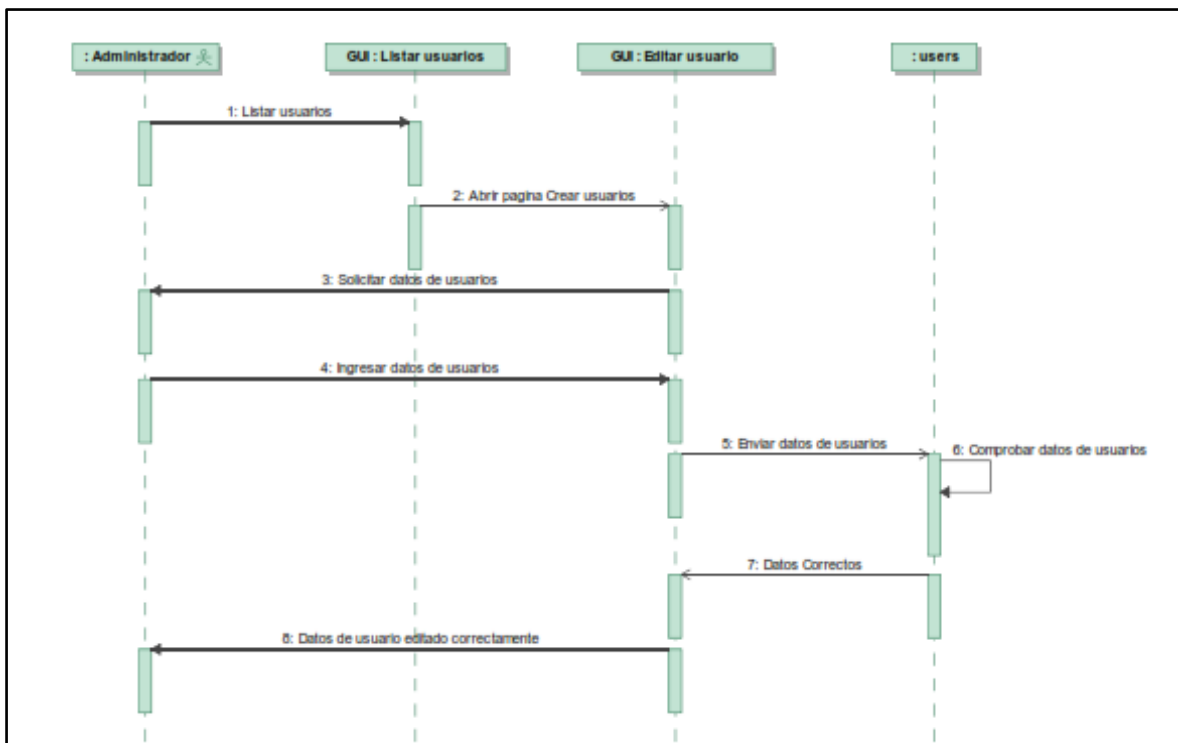 : Administrador
GUI : Listar usuarios
GUI : Editar usuario
: users
1: Listar usuarios
2: Abrir pagina Crear usuarios
3: Solicitar datos de usuarios
4: Ingresar datos de usuarios
5: Enviar datos de usuarios
6: Comprobar datos de usuarios
7: Datos Correctos
8: Datos de usuario editado correctamente